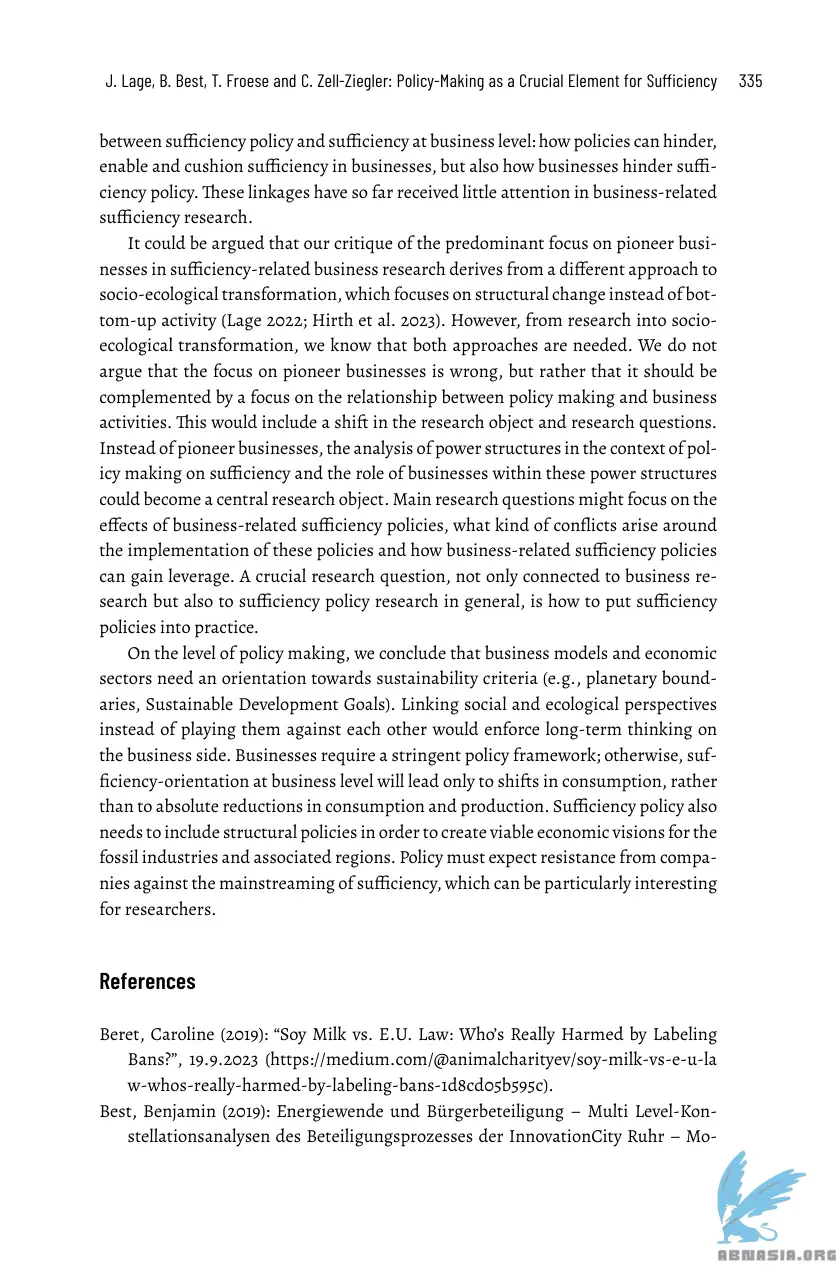 J. Lage, B. Best, T. Froese and C. Zell-Ziegler: Policy-Making as a Crucial Element for Sufficiency 335
between sufficiency policy and sufficiency at business level: how policies can hinder,
enable and cushion sufficiency in businesses, but also how businesses hinder suffi-
ciency policy. These linkages have so far received little attention in business-related
sufficiency research.
It could be argued that our critique of the predominant focus on pioneer busi-
nesses in sufficiency-related business research derives from a different approach to
socio-ecological transformation, which focuses on structural change instead of bot-
tom-up activity (Lage 2022; Hirth et al. 2023). However, from research into socio-
ecological transformation, we know that both approaches are needed. We do not
argue that the focus on pioneer businesses is wrong, but rather that it should be
complemented by a focus on the relationship between policy making and business
activities. This would include a shift in the research object and research questions.
Instead of pioneer businesses, the analysis of power structures in the context of pol-
icy making on sufficiency and the role of businesses within these power structures
could become a central research object. Main research questions might focus on the
effects of business-related sufficiency policies, what kind of conflicts arise around
the implementation of these policies and how business-related sufficiency policies
can gain leverage. A crucial research question, not only connected to business re-
search but also to sufficiency policy research in general, is how to put sufficiency
policies into practice.
On the level of policy making, we conclude that business models and economic
sectors need an orientation towards sustainability criteria (e.g., planetary bound-
aries, Sustainable Development Goals). Linking social and ecological perspectives
instead of playing them against each other would enforce long-term thinking on
the business side. Businesses require a stringent policy framework; otherwise, suf-
ficiency-orientation at business level will lead only to shifts in consumption, rather
than to absolute reductions in consumption and production. Sufficiency policy also
needs to include structural policies in order to create viable economic visions for the
fossil industries and associated regions. Policy must expect resistance from compa-
nies against the mainstreaming of sufficiency, which can be particularly interesting
for researchers.
References
Beret, Caroline (2019): “Soy Milk vs. E.U. Law: Who’s Really Harmed by Labeling
Bans?”, 19.9.2023 (https://medium.com/@animalcharityev/soy-milk-vs-e-u-la
w-whos-really-harmed-by-labeling-bans-1d8cd05b595c).
Best, Benjamin (2019): Energiewende und Bürgerbeteiligung – Multi Level-Kon-
stellationsanalysen des Beteiligungsprozesses der InnovationCity Ruhr – Mo-
ABNASIA.ORG